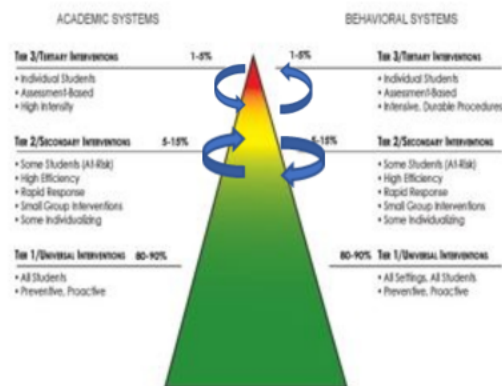 ACADEMIC SYSTEMS
BEHAVIORAL SYSTEMS
TIER 3/TERTIARY INTERVENTIONS 1-5%
• Individual Students
• Assessment-Based
• High Intensity
1-5% TIER 3/TERTIARY INTERVENTIONS
• Individual Students
• Assessment-Based
• Intensive, Durable Procedures
TIER 2/SECONDARY INTERVENTIONS 5-15%
• Some Students (At-Risk)
• High Efficiency
• Rapid Response
• Small Group Interventions
• Some Individualizing
5-15% TIER 2/SECONDARY INTERVENTIONS
• Some Students (At-Risk)
• High Efficiency
• Rapid Response
• Small Group Interventions
• Some Individualizing
TIER 1/UNIVERSAL INTERVENTIONS 80-90%
• All Students
• Preventive, Proactive
80-90% TIER 1/UNIVERSAL INTERVENTIONS
• All Settings, All Students
• Preventive, Proactive